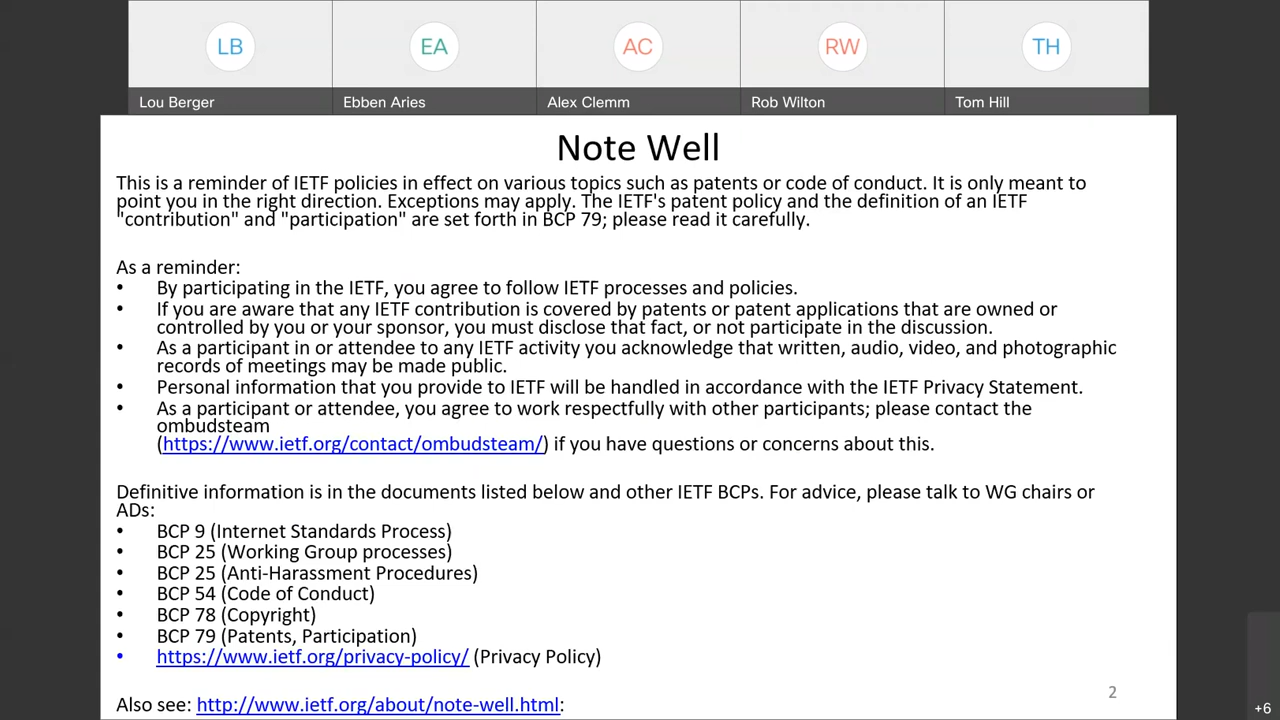 LB EA AC RW TH
Lou Berger Ebben Aries Alex Clemm Rob Wilton Tom Hill
Note Well
This is a reminder of IETF policies in effect on various topics such as patents or code of conduct. It is only meant to
point you in the right direction. Exceptions may apply. The IETF's patent policy and the definition of an IETF
"contribution" and "participation" are set forth in BCP 79; please read it carefully.
As a reminder:
• By participating in the IETF, you agree to follow IETF processes and policies.
• If you are aware that any IETF contribution is covered by patents or patent applications that are owned or
controlled by you or your sponsor, you must disclose that fact, or not participate in the discussion.
• As a participant in or attendee to any IETF activity you acknowledge that written, audio, video, and photographic
records of meetings may be made public.
• Personal information that you provide to IETF will be handled in accordance with the IETF Privacy Statement.
• As a participant or attendee, you agree to work respectfully with other participants; please contact the
ombudsteam
(https://www.ietf.org/contact/ombudsteam/) if you have questions or concerns about this.
Definitive information is in the documents listed below and other IETF BCPs. For advice, please talk to WG chairs or
ADs:
• BCP 9 (Internet Standards Process)
• BCP 25 (Working Group processes)
• BCP 25 (Anti-Harassment Procedures)
• BCP 54 (Code of Conduct)
• BCP 78 (Copyright)
• BCP 79 (Patents, Participation)
• https://www.ietf.org/privacy-policy/ (Privacy Policy)
2
Also see: http://www.ietf.org/about/note-well.html:
+6